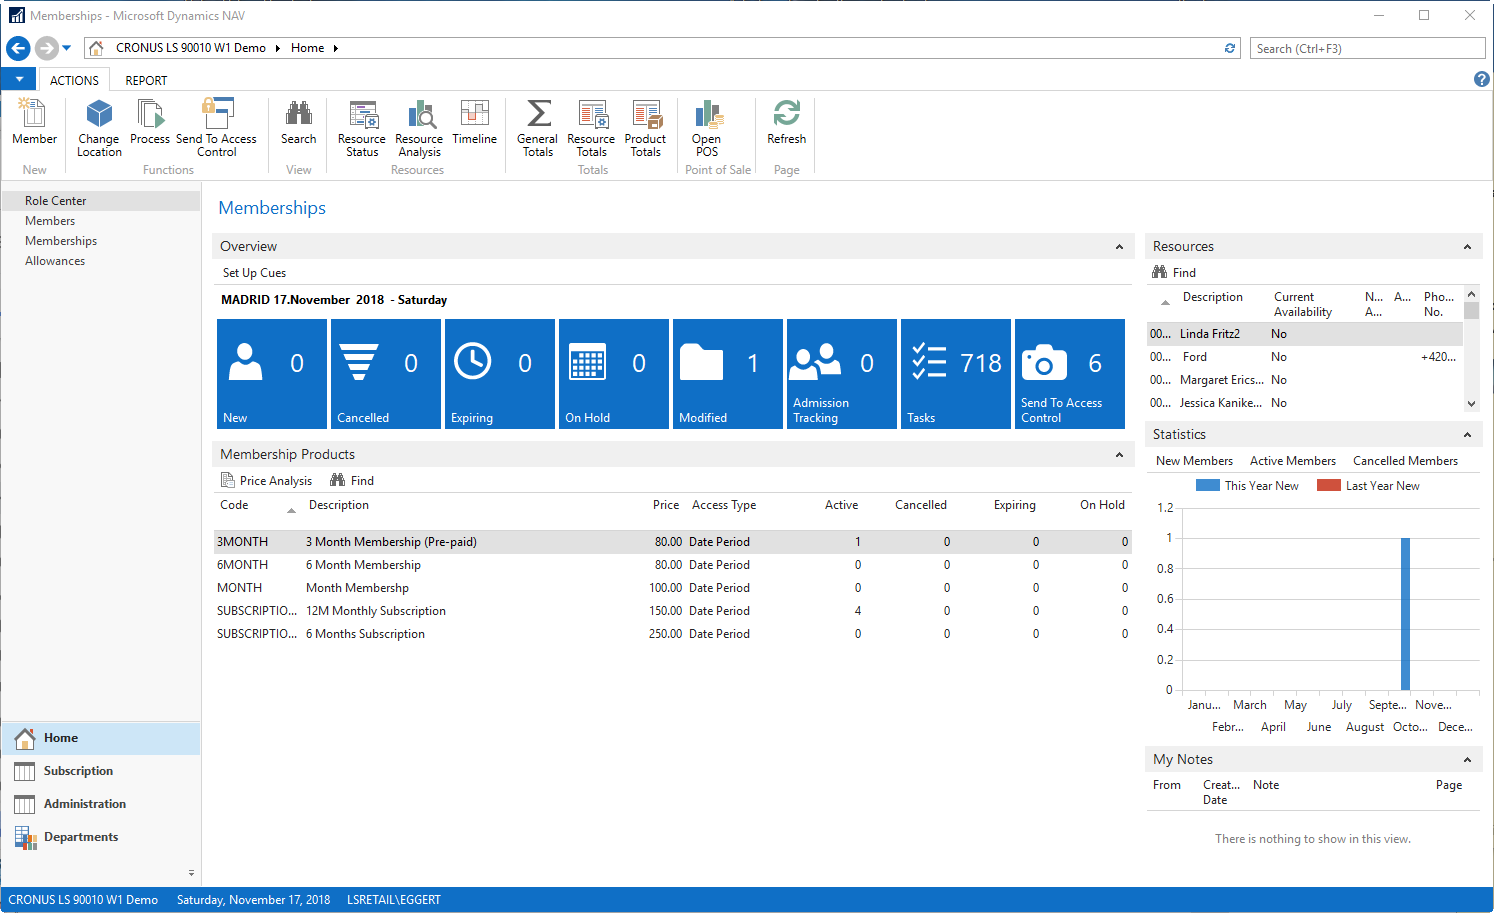 Memberships - Microsoft Dynamics NAV
CRONUS LS 90010 W1 Demo Home
Search (Ctrl+F3)
ACTIONS REPORT
Member
Change Location
Process
Send To Access Control
Search
Resource Status
Resource Analysis
Timeline
General Totals
Resource Totals
Product Totals
Open POS
Refresh
New Functions View Resources Totals Point of Sale Page
Role Center
Members
Memberships
Allowances
Home
Subscription
Administration
Departments
Memberships
Overview
Set Up Cues
MADRID 17.November 2018 - Saturday
0 New
0 Cancelled
0 Expiring
0 On Hold
1 Modified
0 Admission Tracking
718 Tasks
6 Send To Access Control
Membership Products
Price Analysis Find
Code Description Price Access Type Active Cancelled Expiring On Hold
3MONTH 3 Month Membership (Pre-paid) 80.00 Date Period 1 0 0 0
6MONTH 6 Month Membership 80.00 Date Period 0 0 0 0
MONTH Month Membershp 100.00 Date Period 0 0 0 0
SUBSCRIPTIO... 12M Monthly Subscription 150.00 Date Period 4 0 0 0
SUBSCRIPTIO... 6 Months Subscription 250.00 Date Period 0 0 0 0
Resources
Find
Description Current Availability N... A... A... Pho... No.
00... Linda Fritz2 No
00... Ford No +420...
00... Margaret Erics... No
00... Jessica Kanike... No
Statistics
New Members Active Members Cancelled Members
This Year New Last Year New
1.2
1
0.8
0.6
0.4
0.2
0
Janu... March May July Septe... Nove...
Febr... April June August Octo... Dece...
My Notes
From Creat... Date Note Page
There is nothing to show in this view.
CRONUS LS 90010 W1 Demo Saturday, November 17, 2018 LSRETAIL\EGGERT